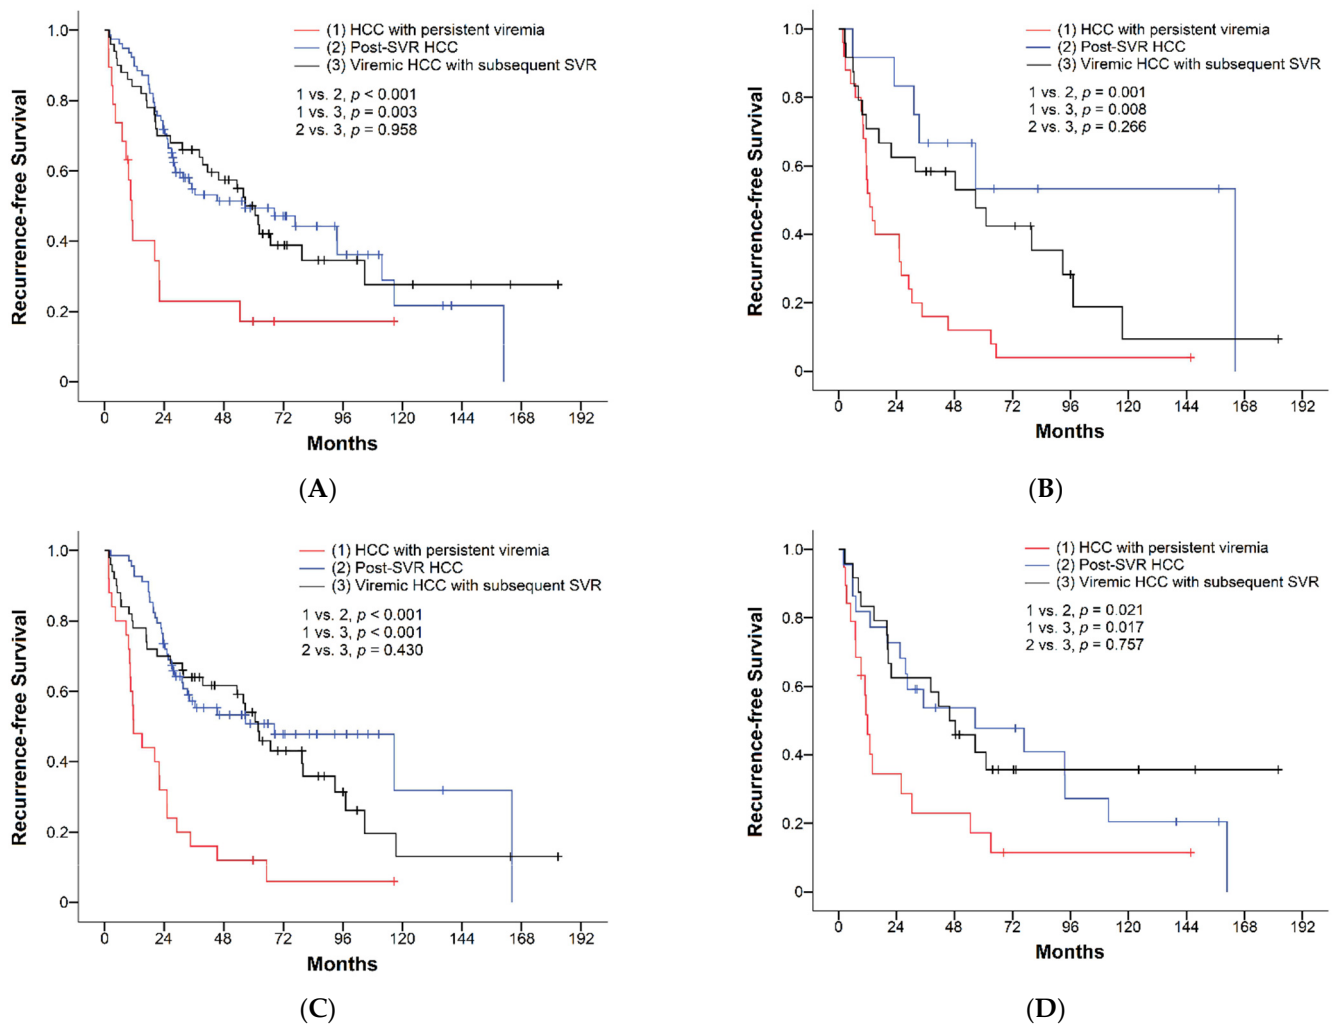 Recurrence-free Survival
1.0
0.8
0.6
0.4
0.2
0
(1) HCC with persistent viremia
(2) Post-SVR HCC
(3) Viremic HCC with subsequent SVR
1 vs. 2, p < 0.001
1 vs. 3, p = 0.003
2 vs. 3, p = 0.958
0 24 48 72 96 120 144 168 192
Months
(A)
Recurrence-free Survival
1.0
0.8
0.6
0.4
0.2
0
(1) HCC with persistent viremia
(2) Post-SVR HCC
(3) Viremic HCC with subsequent SVR
1 vs. 2, p = 0.001
1 vs. 3, p = 0.008
2 vs. 3, p = 0.266
0 24 48 72 96 120 144 168 192
Months
(B)
Recurrence-free Survival
1.0
0.8
0.6
0.4
0.2
0
(1) HCC with persistent viremia
(2) Post-SVR HCC
(3) Viremic HCC with subsequent SVR
1 vs. 2, p < 0.001
1 vs. 3, p < 0.001
2 vs. 3, p = 0.430
0 24 48 72 96 120 144 168 192
Months
(C)
Recurrence-free Survival
1.0
0.8
0.6
0.4
0.2
0
(1) HCC with persistent viremia
(2) Post-SVR HCC
(3) Viremic HCC with subsequent SVR
1 vs. 2, p = 0.021
1 vs. 3, p = 0.017
2 vs. 3, p = 0.757
0 24 48 72 96 120 144 168 192
Months
(D)